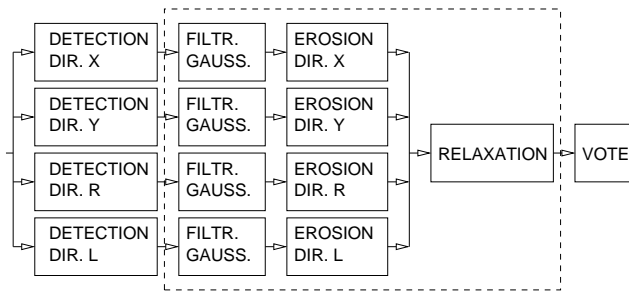 DETECTION
DIR. X
FILTR.
GAUSS.
EROSION
DIR. X
DETECTION
DIR. Y
FILTR.
GAUSS.
EROSION
DIR. Y
DETECTION
DIR. R
FILTR.
GAUSS.
EROSION
DIR. R
DETECTION
DIR. L
FILTR.
GAUSS.
EROSION
DIR. L
RELAXATION
VOTE